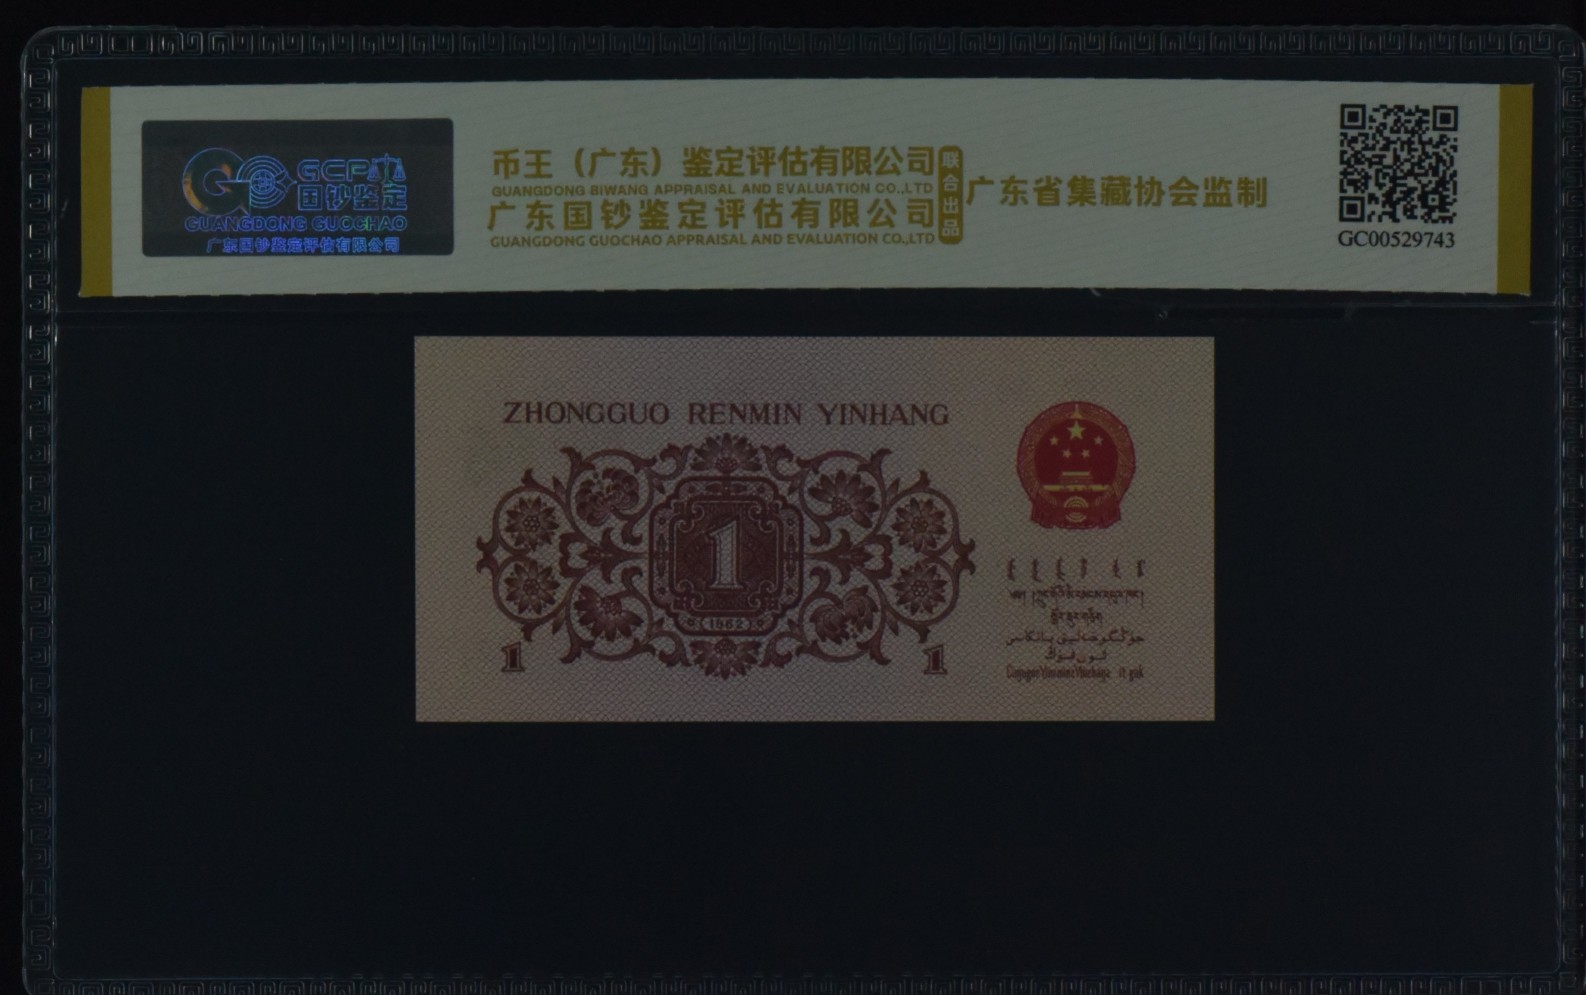 GCP
国钞鉴定
GUANGDONG GUOCHAO
广东国钞鉴定评估有限公司
币王（广东）鉴定评估有限公司
GUANGDONG BIWANG APPRAISAL AND EVALUATION CO.,LTD
广东国钞鉴定评估有限公司
GUANGDONG GUOCHAO APPRAISAL AND EVALUATION CO.,LTD
联合出品
广东省集藏协会监制
GC00529743
ZHONGGUO RENMIN YINHANG
1
1962
1
1